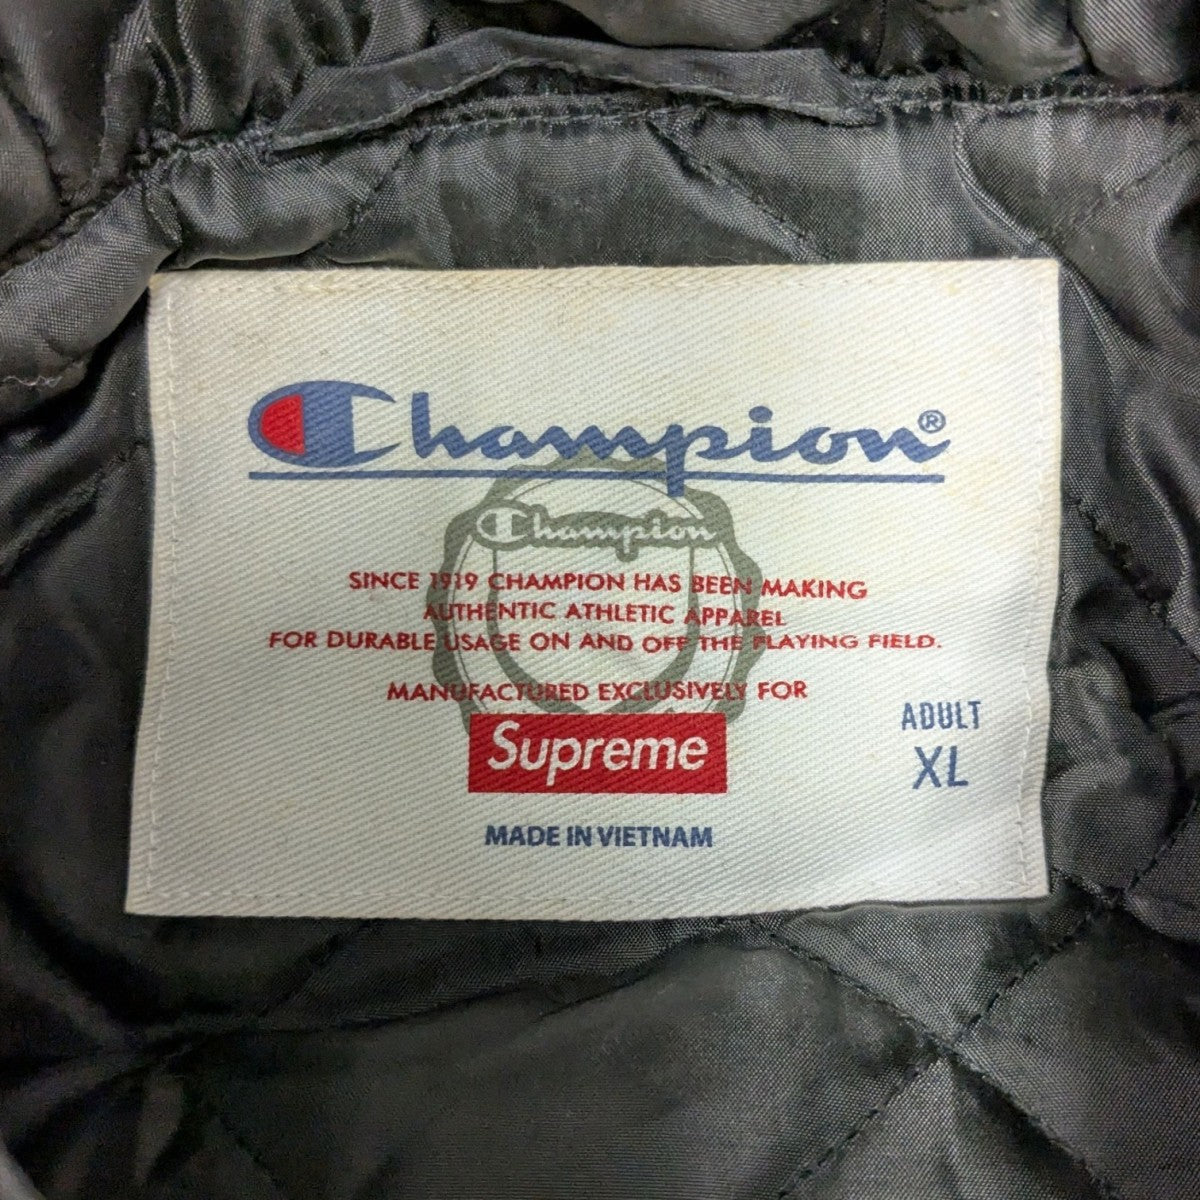 Champion®
Champion
SINCE 1919 CHAMPION HAS BEEN MAKING
AUTHENTIC ATHLETIC APPAREL
FOR DURABLE USAGE ON AND OFF THE PLAYING FIELD.
MANUFACTURED EXCLUSIVELY FOR
Supreme
ADULT
XL
MADE IN VIETNAM